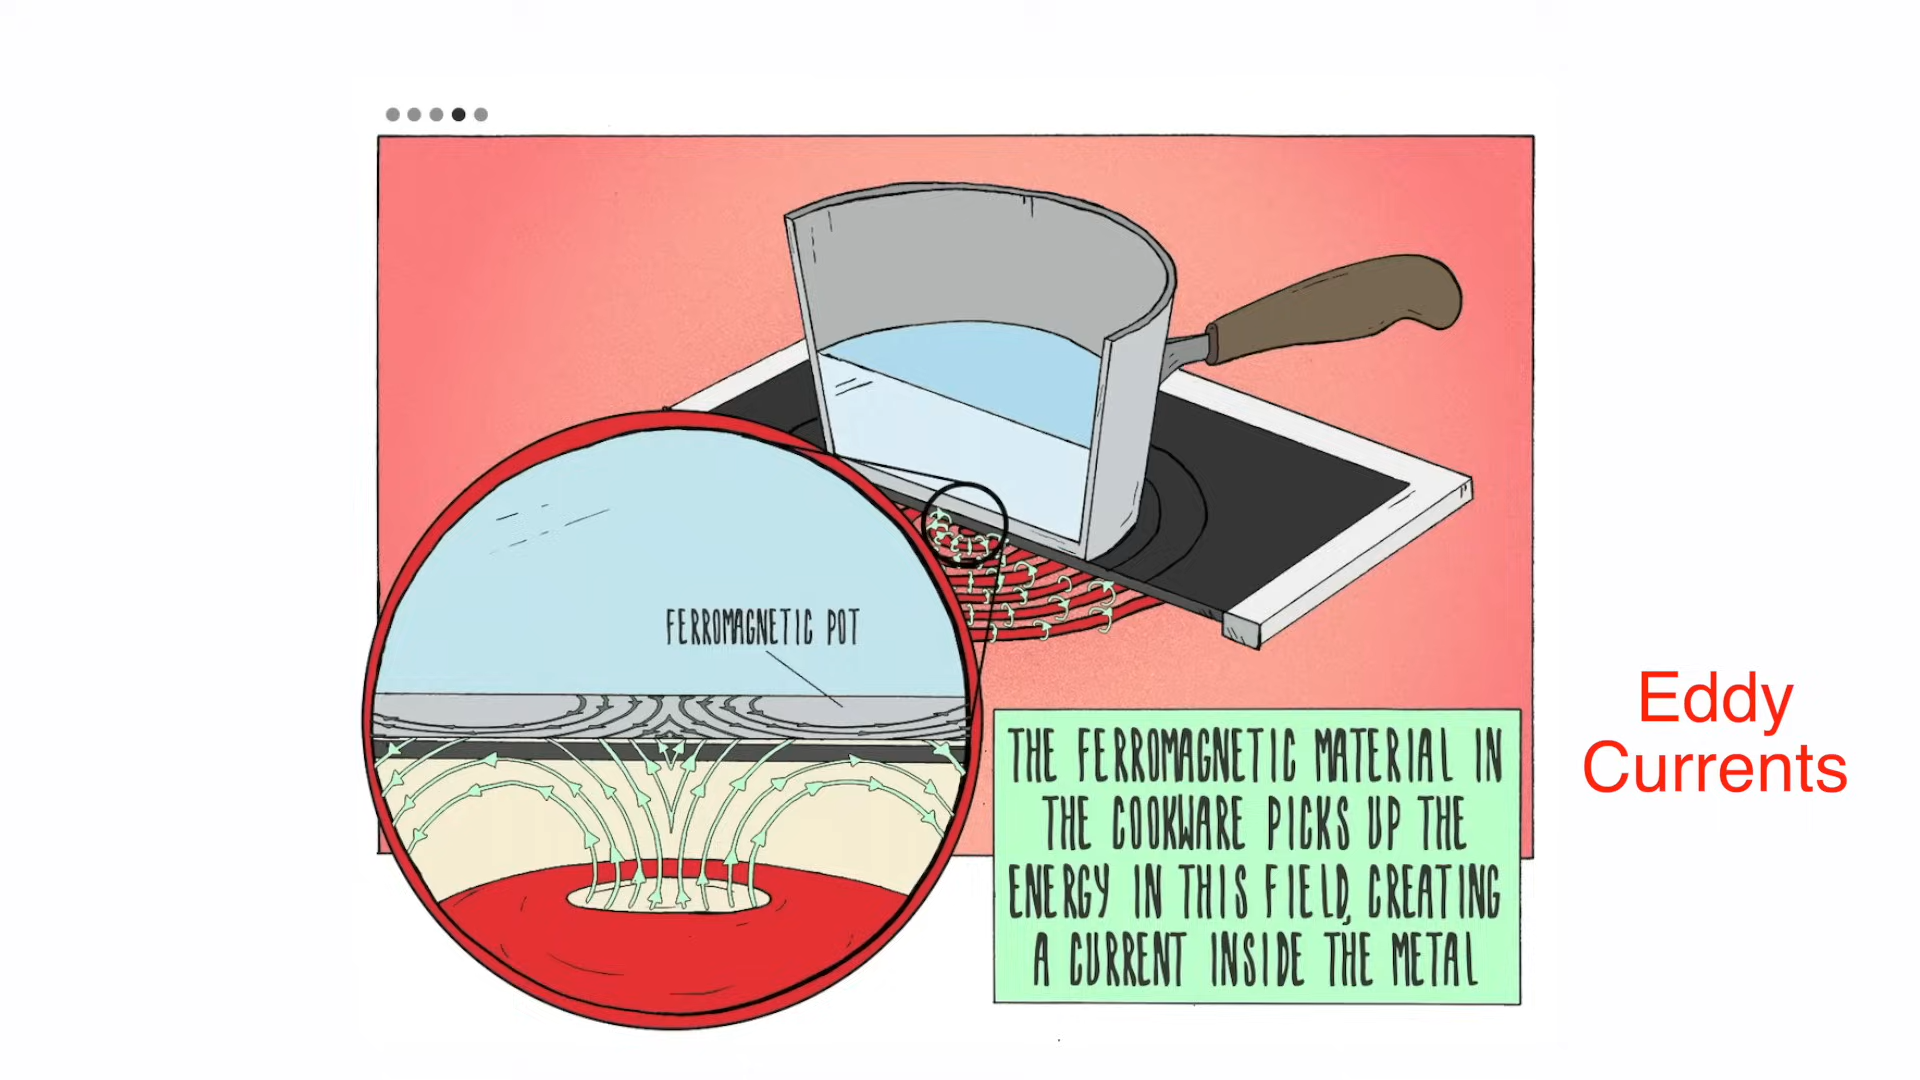 FERROMAGNETIC POT
THE FERROMAGNETIC MATERIAL IN
THE COOKWARE PICKS UP THE
ENERGY IN THIS FIELD, CREATING
A CURRENT INSIDE THE METAL
Eddy
Currents